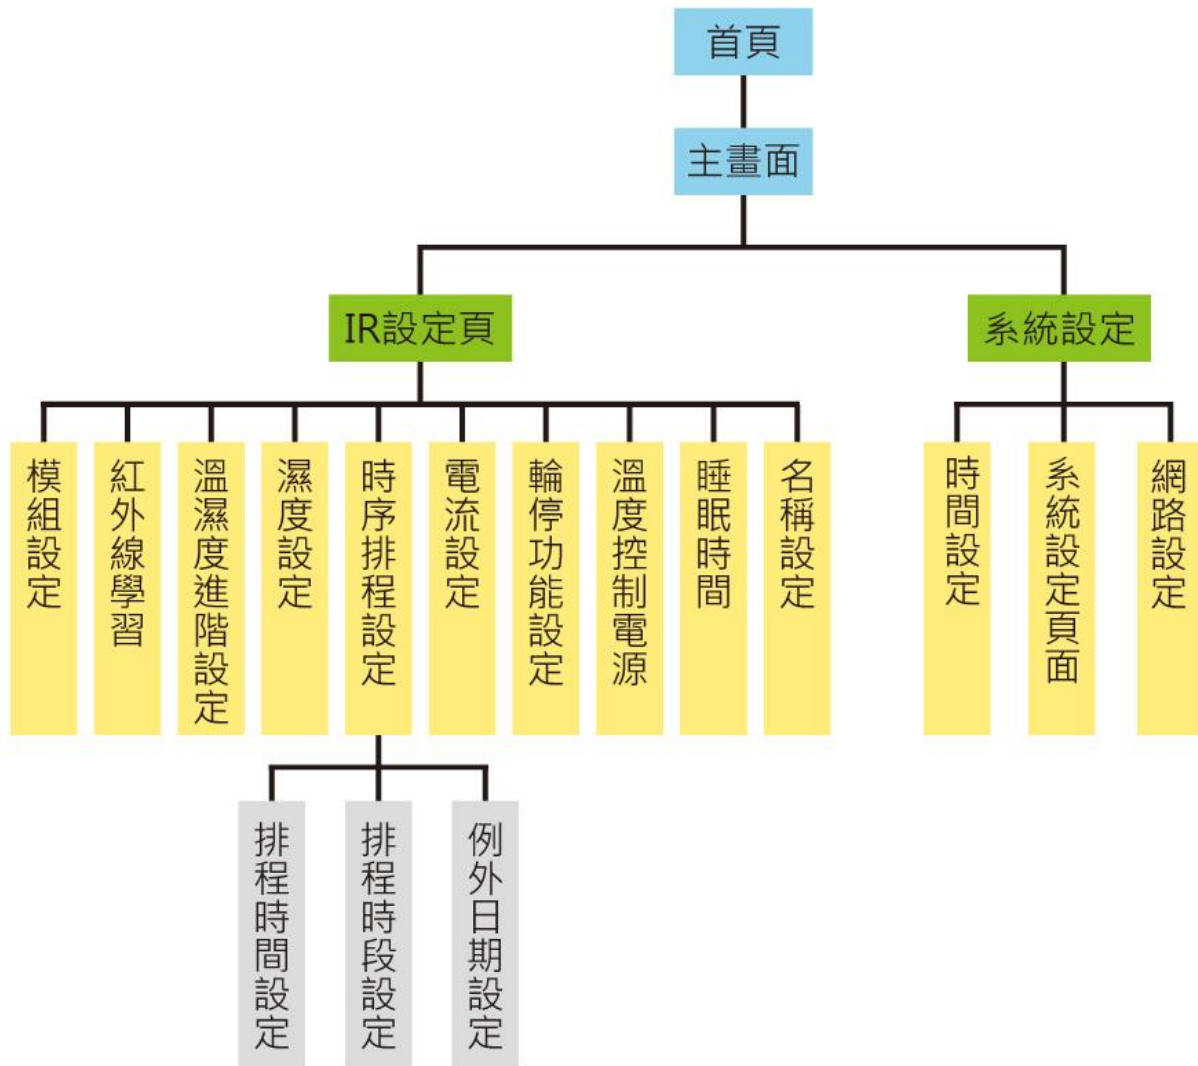 首頁
主畫面
IR設定頁
系統設定
模組設定
紅外線學習
溫濕度進階設定
濕度設定
時序排程設定
電流設定
輪停功能設定
溫度控制電源
睡眠時間
名稱設定
時間設定
系統設定頁面
網路設定
排程時間設定
排程時段設定
例外日期設定